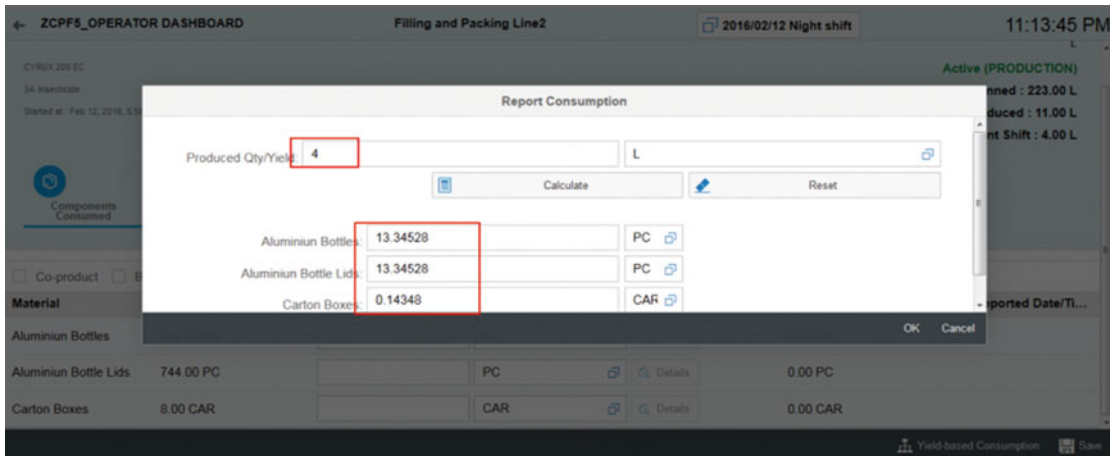 ← ZCPF5_OPERATOR DASHBOARD Filling and Packing Line2 2016/02/12 Night shift 11:13:45 PM
L
CYRUX 200 EC Active (PRODUCTION)
3A Insecticide nned : 223.00 L
Started at : Feb 12, 2016, 5:5 duced : 11.00 L
nt Shift : 4.00 L
Report Consumption
Produced Qty/Yield: 4 L
Calculate Reset
Components
Consumed
Aluminiun Bottles: 13.34528 PC
Aluminiun Bottle Lids: 13.34528 PC
Carton Boxes: 0.14348 CAR
Co-product B
Material ported Date/Ti...
OK Cancel
Aluminiun Bottles
Aluminiun Bottle Lids 744.00 PC PC Details 0.00 PC
Carton Boxes 8.00 CAR CAR Details 0.00 CAR
Yield-based Consumption Save